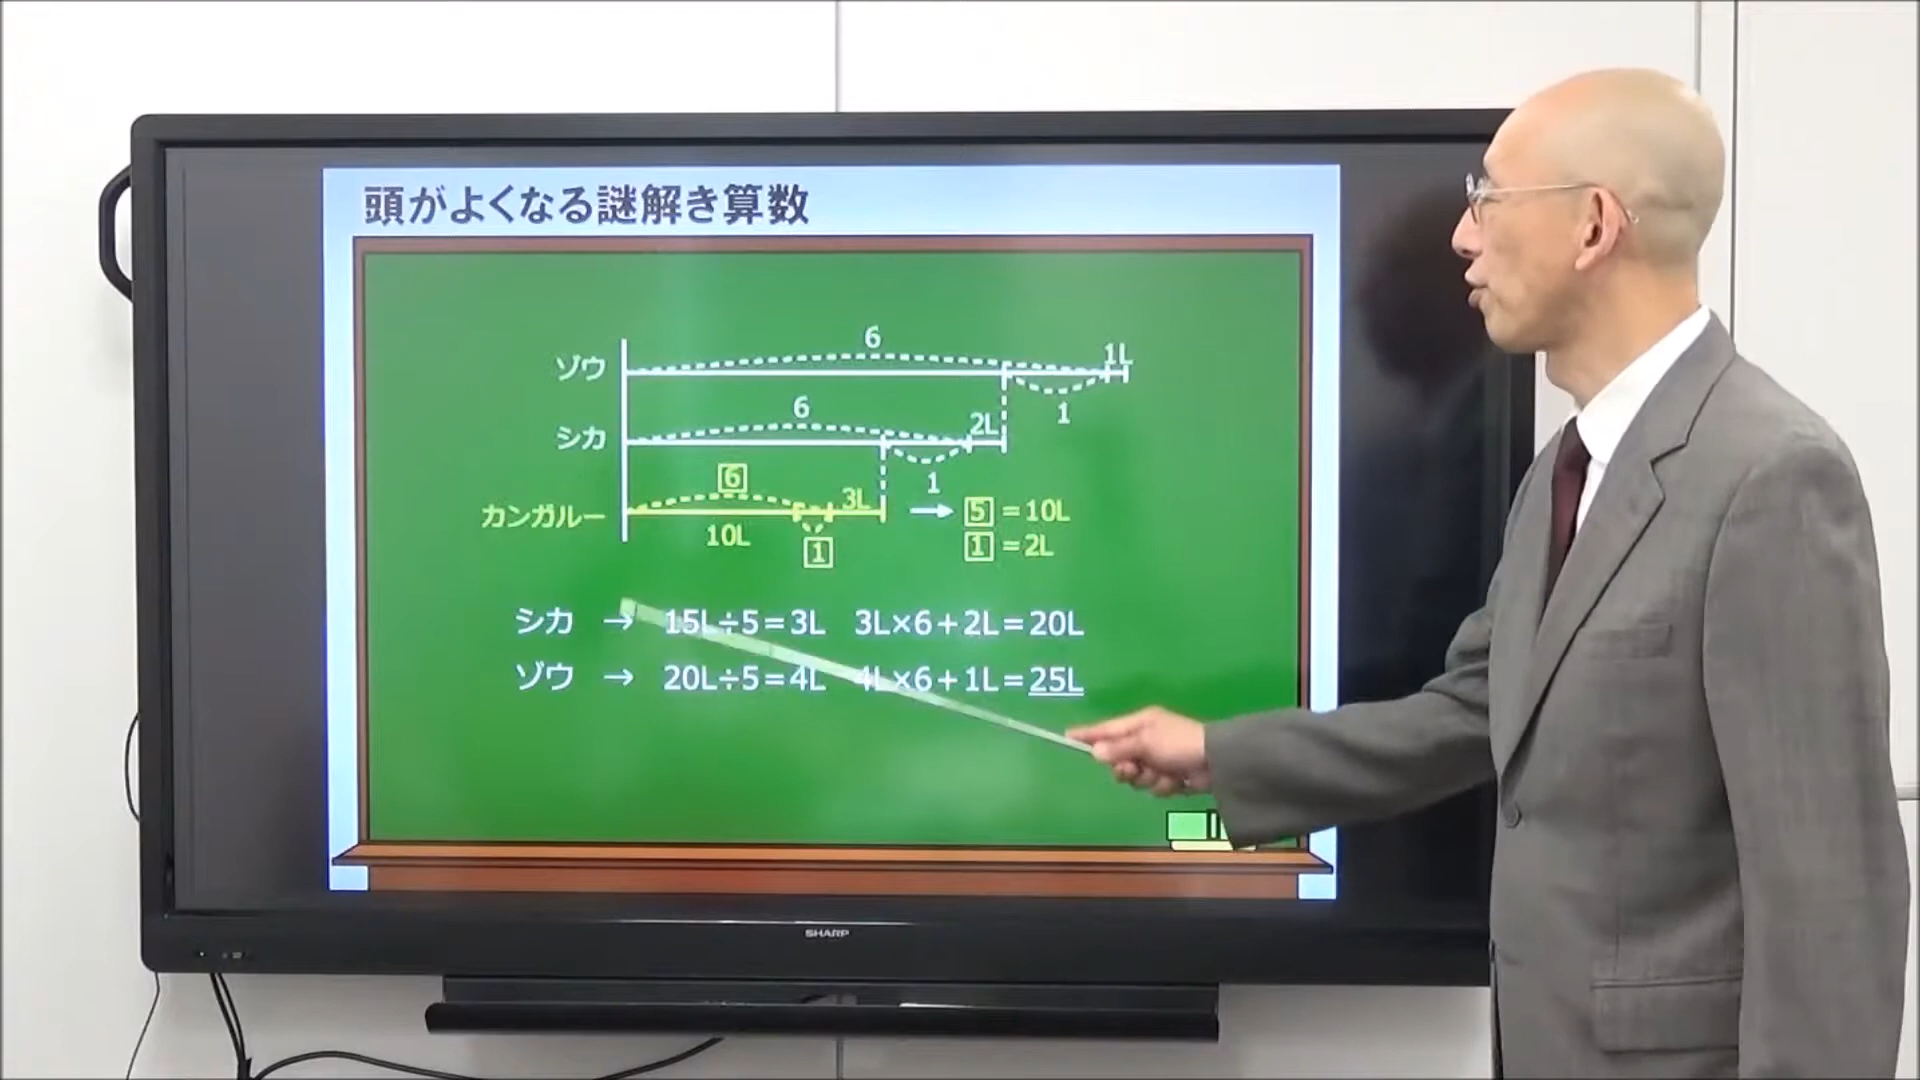 頭がよくなる謎解き算数
6
1L
ゾウ
1
6
2L
シカ
1
6
3L
カンガルー
10L
1
→ 5 =10L
1 =2L
シカ → 15L÷5=3L 3L×6+2L=20L
ゾウ → 20L÷5=4L 4L×6+1L=25L
SHARP